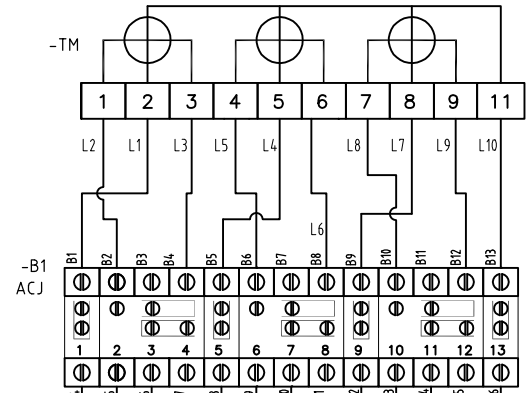 -TM
1 2 3 4 5 6 7 8 9 11
L2 L1 L3 L5 L4 L8 L7 L9 L10
L6
B1 B2 B3 B4 B5 B6 B7 B8 B9 B10 B11 B12 B13
-B1
ACJ
1 2 3 4 5 6 7 8 9 10 11 12 13